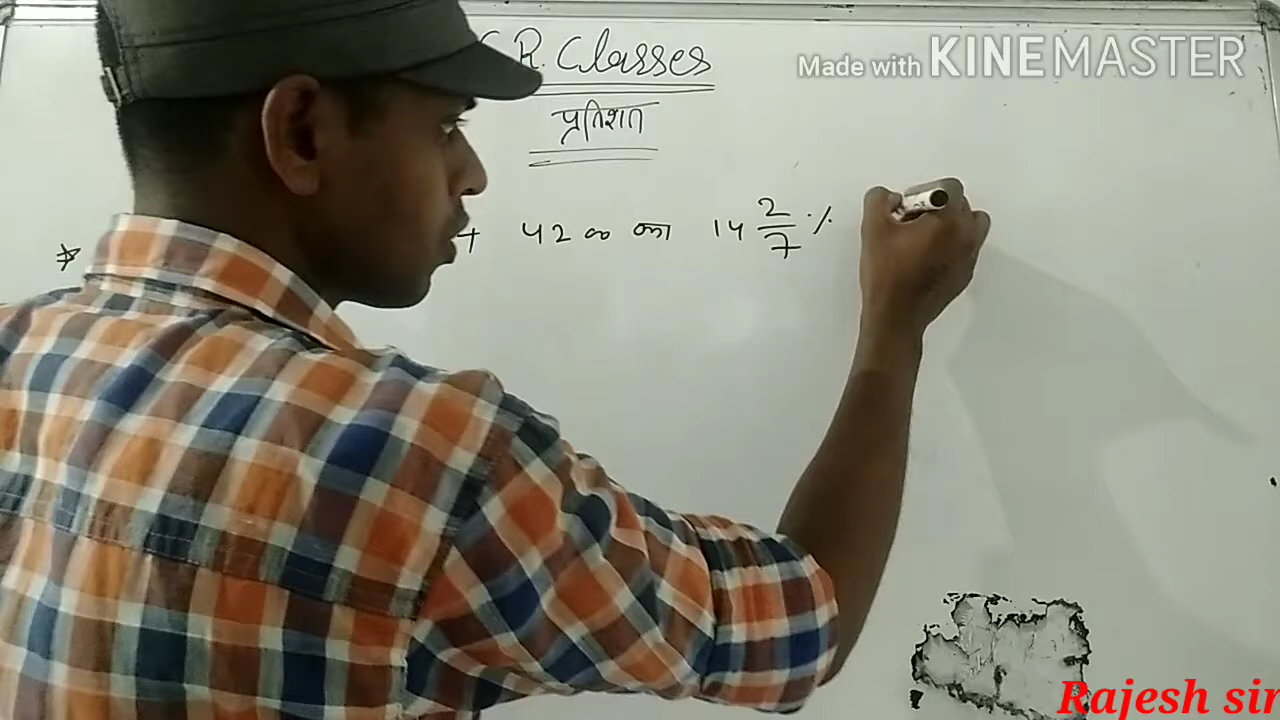 R. Classes
Made with KINEMASTER
प्रतिशत
+ 4200 का 14 2/7 %
Rajesh sir